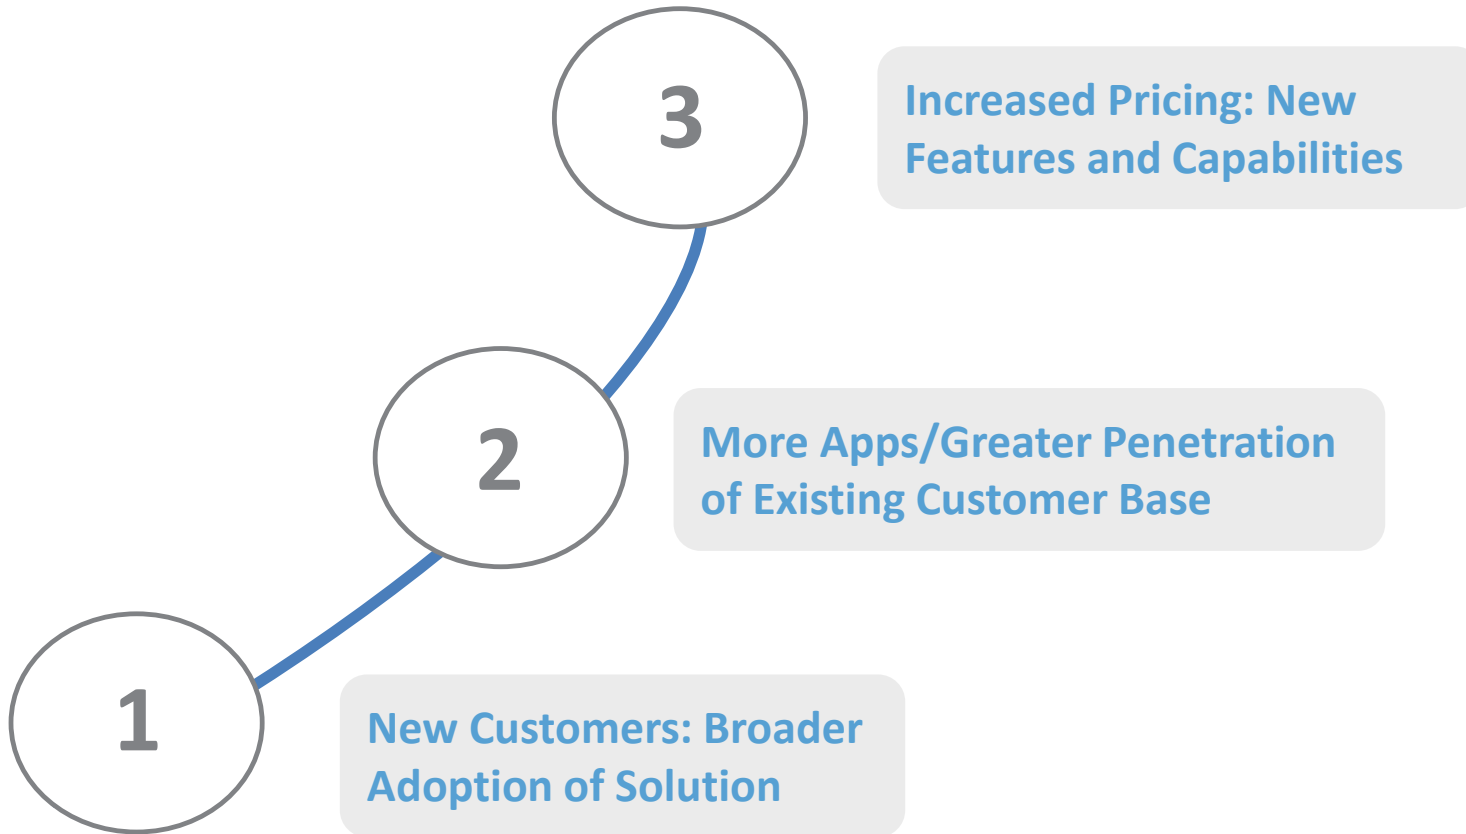 3
Increased Pricing: New
Features and Capabilities
2
More Apps/Greater Penetration
of Existing Customer Base
1
New Customers: Broader
Adoption of Solution